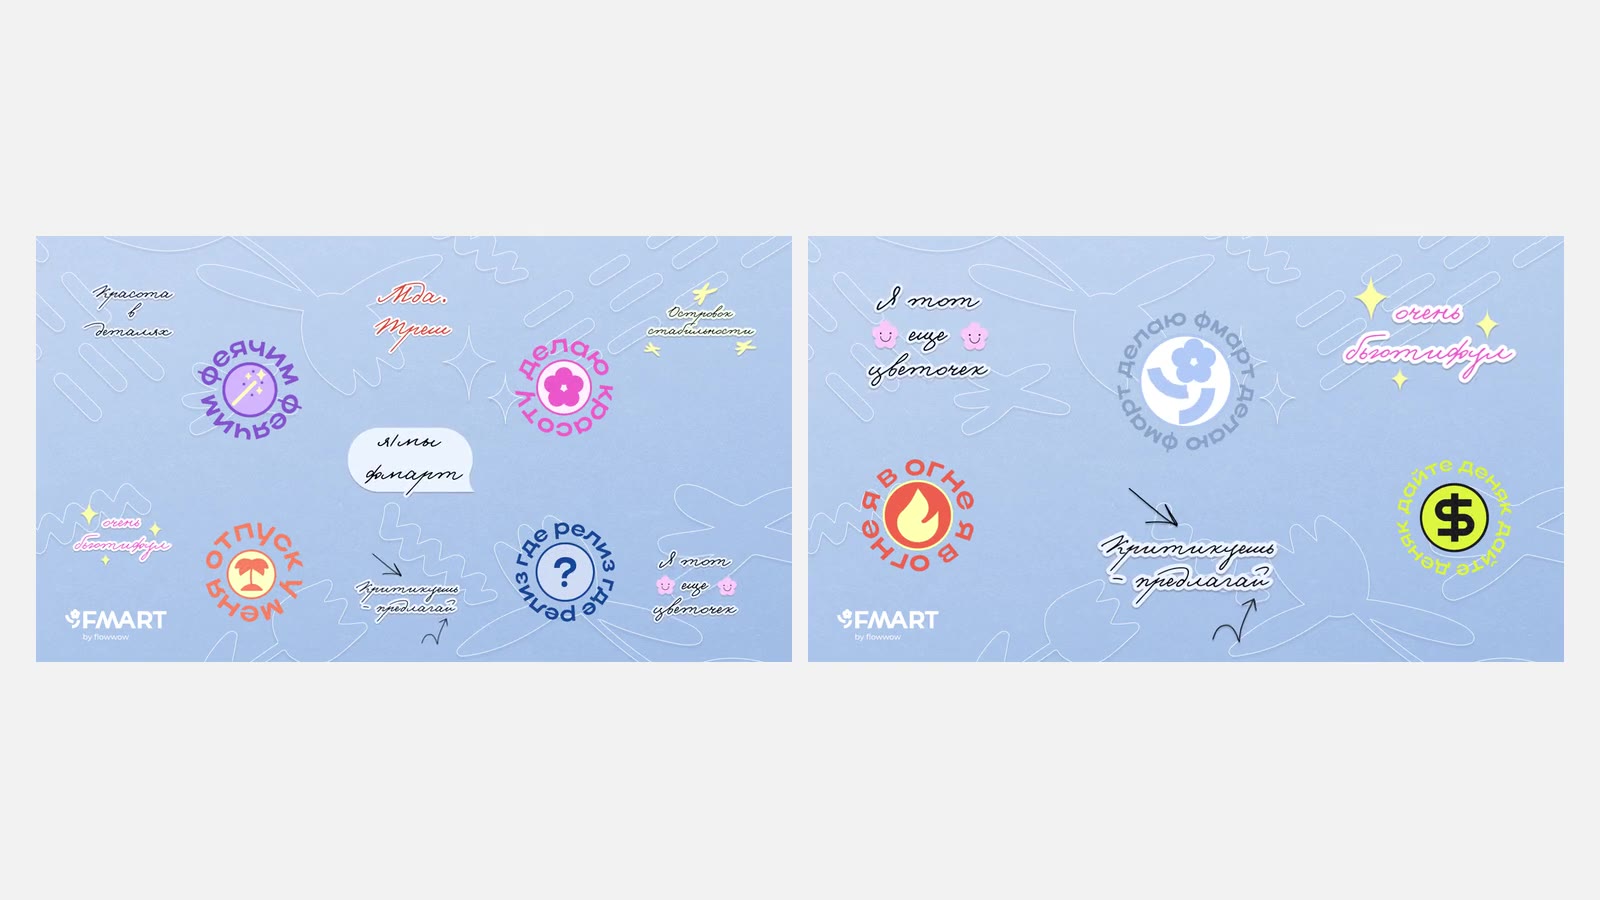 Красота
в
деталях
Мда.
Треш
Островок
стабильности
феячим феячим
делаю красоту
я/мы
фмарт
очень
бьютифул
отпуск у меня
Критикуешь
- предлагай
где релиз где релиз
Я тот
еще
цветочек
FMART
by flowwow
Я тот
еще
цветочек
делаю фмарт делаю фмарт
очень
бьютифул
я в огне я в огне
Критикуешь
- предлагай
дайте деняк дайте деняк
FMART
by flowwow